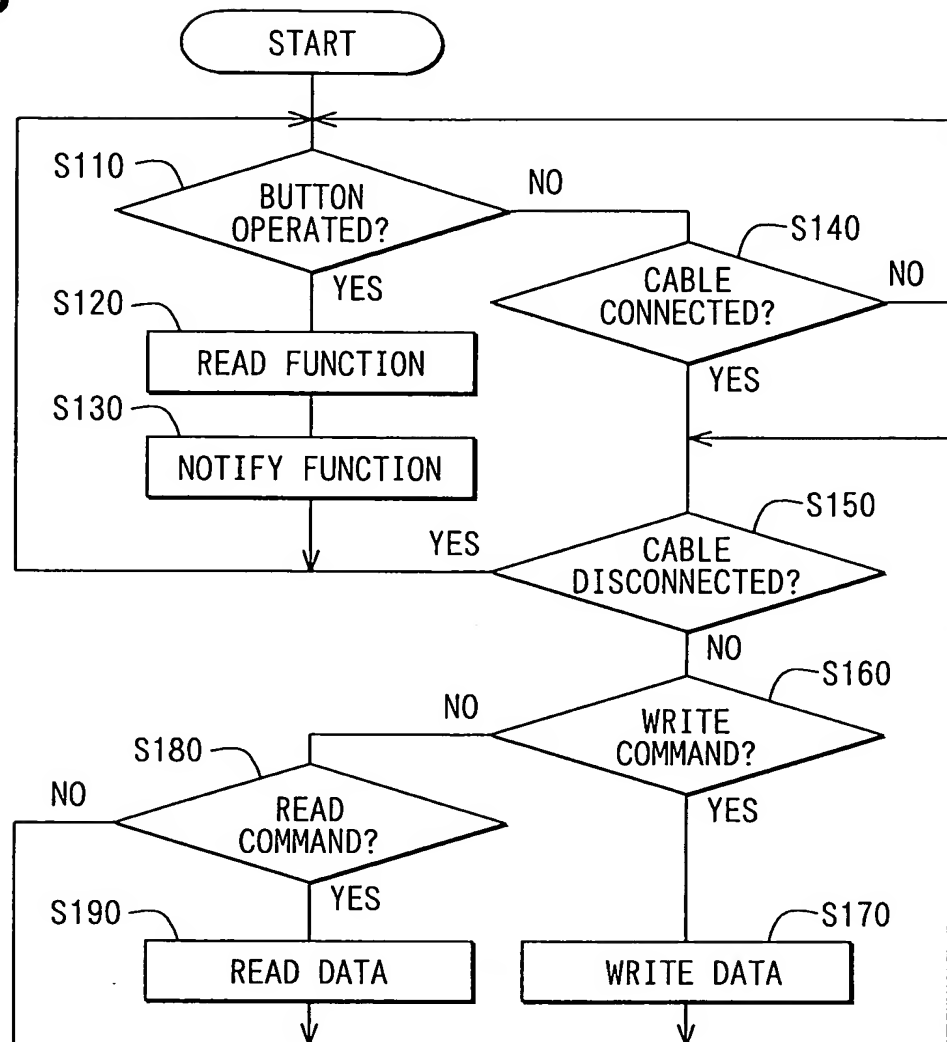 START
S110
BUTTON
OPERATED?
NO
YES
S140
CABLE
CONNECTED?
NO
YES
S120
READ FUNCTION
S130
NOTIFY FUNCTION
S150
CABLE
DISCONNECTED?
YES
NO
S160
WRITE
COMMAND?
NO
YES
S180
READ
COMMAND?
NO
YES
S190
READ DATA
S170
WRITE DATA